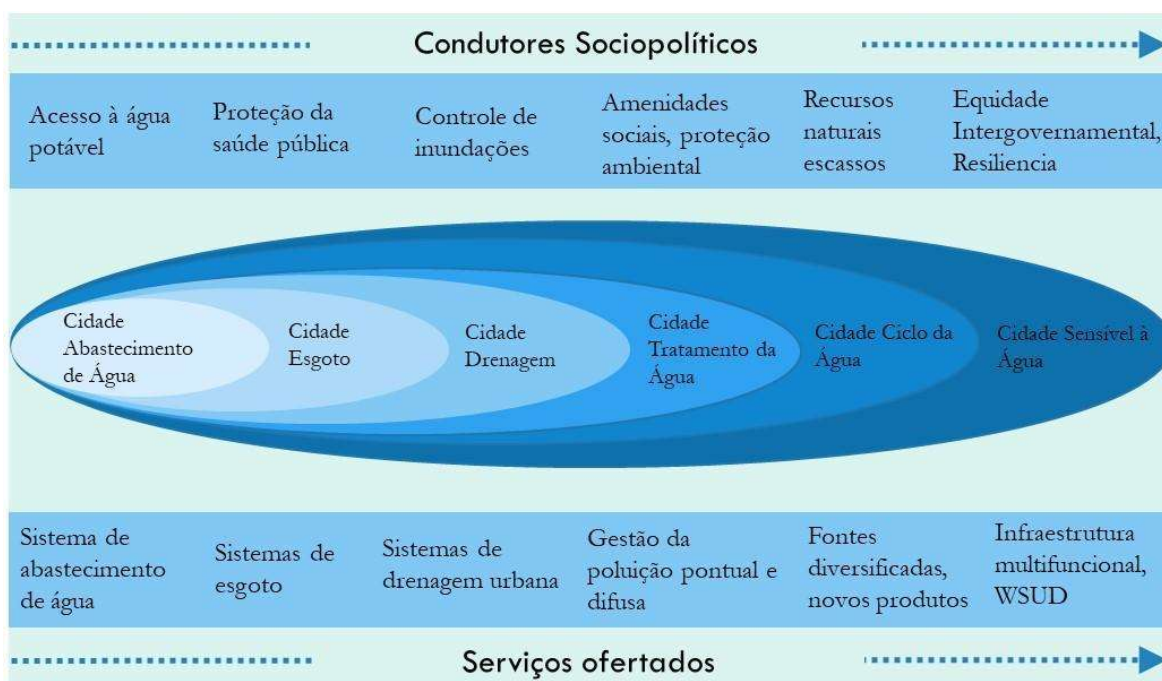 Condutores Sociopolíticos
Acesso à água
potável
Proteção da
saúde pública
Controle de
inundações
Amenidades
sociais, proteção
ambiental
Recursos
naturais
escassos
Equidade
Intergovernamental,
Resiliencia
Cidade
Abastecimento
de Água
Cidade
Esgoto
Cidade
Drenagem
Cidade
Tratamento da
Água
Cidade Ciclo da
Água
Cidade Sensível à
Água
Sistema de
abastecimento
de água
Sistemas de
esgoto
Sistemas de
drenagem urbana
Gestão da
poluição pontual e
difusa
Fontes
diversificadas,
novos produtos
Infraestrutura
multifuncional,
WSUD
Serviços ofertados